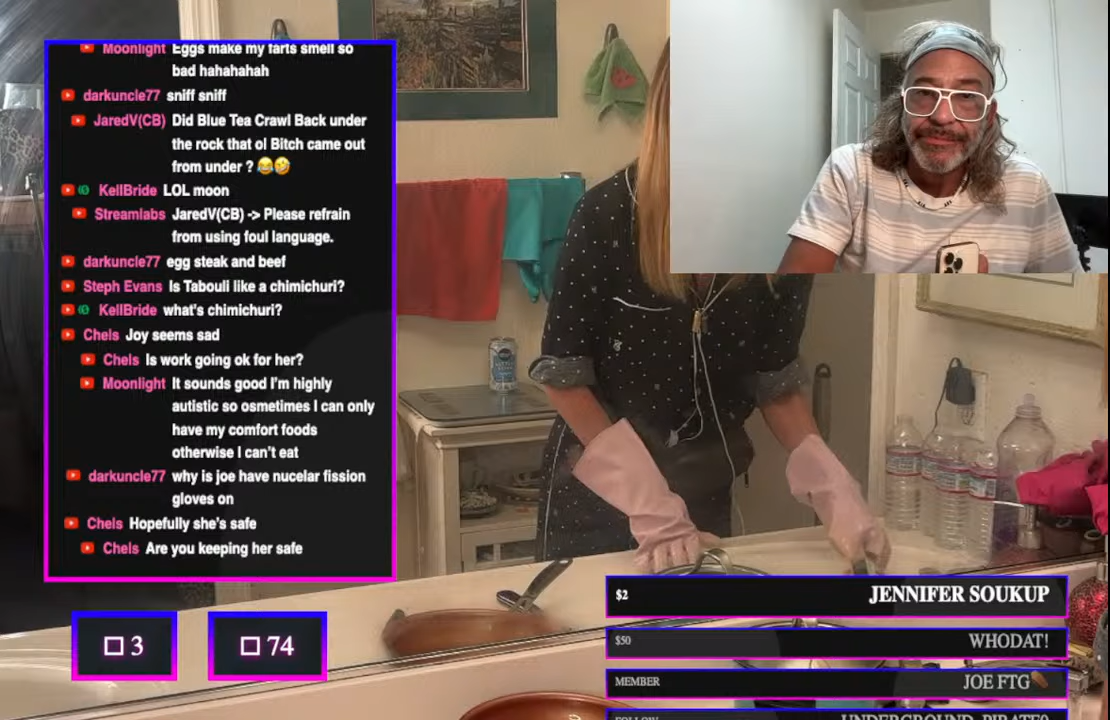 Moonlight Eggs make my farts smell so
bad hahahahah
darkuncle77 sniff sniff
JaredV(CB) Did Blue Tea Crawl Back under
the rock that ol Bitch came out
from under ? 😂🤣
KellBride LOL moon
Streamlabs JaredV(CB) -> Please refrain
from using foul language.
darkuncle77 egg steak and beef
Steph Evans Is Tabouli like a chimichuri?
KellBride what's chimichuri?
Chels Joy seems sad
Chels Is work going ok for her?
Moonlight It sounds good I'm highly
autistic so osmetimes I can only
have my comfort foods
otherwise I can't eat
darkuncle77 why is joe have nucelar fission
gloves on
Chels Hopefully she's safe
Chels Are you keeping her safe
3
74
$2 JENNIFER SOUKUP
$50 WHODAT!
MEMBER JOE FTG
FOLLOW UNDERGROUND_PIRATE